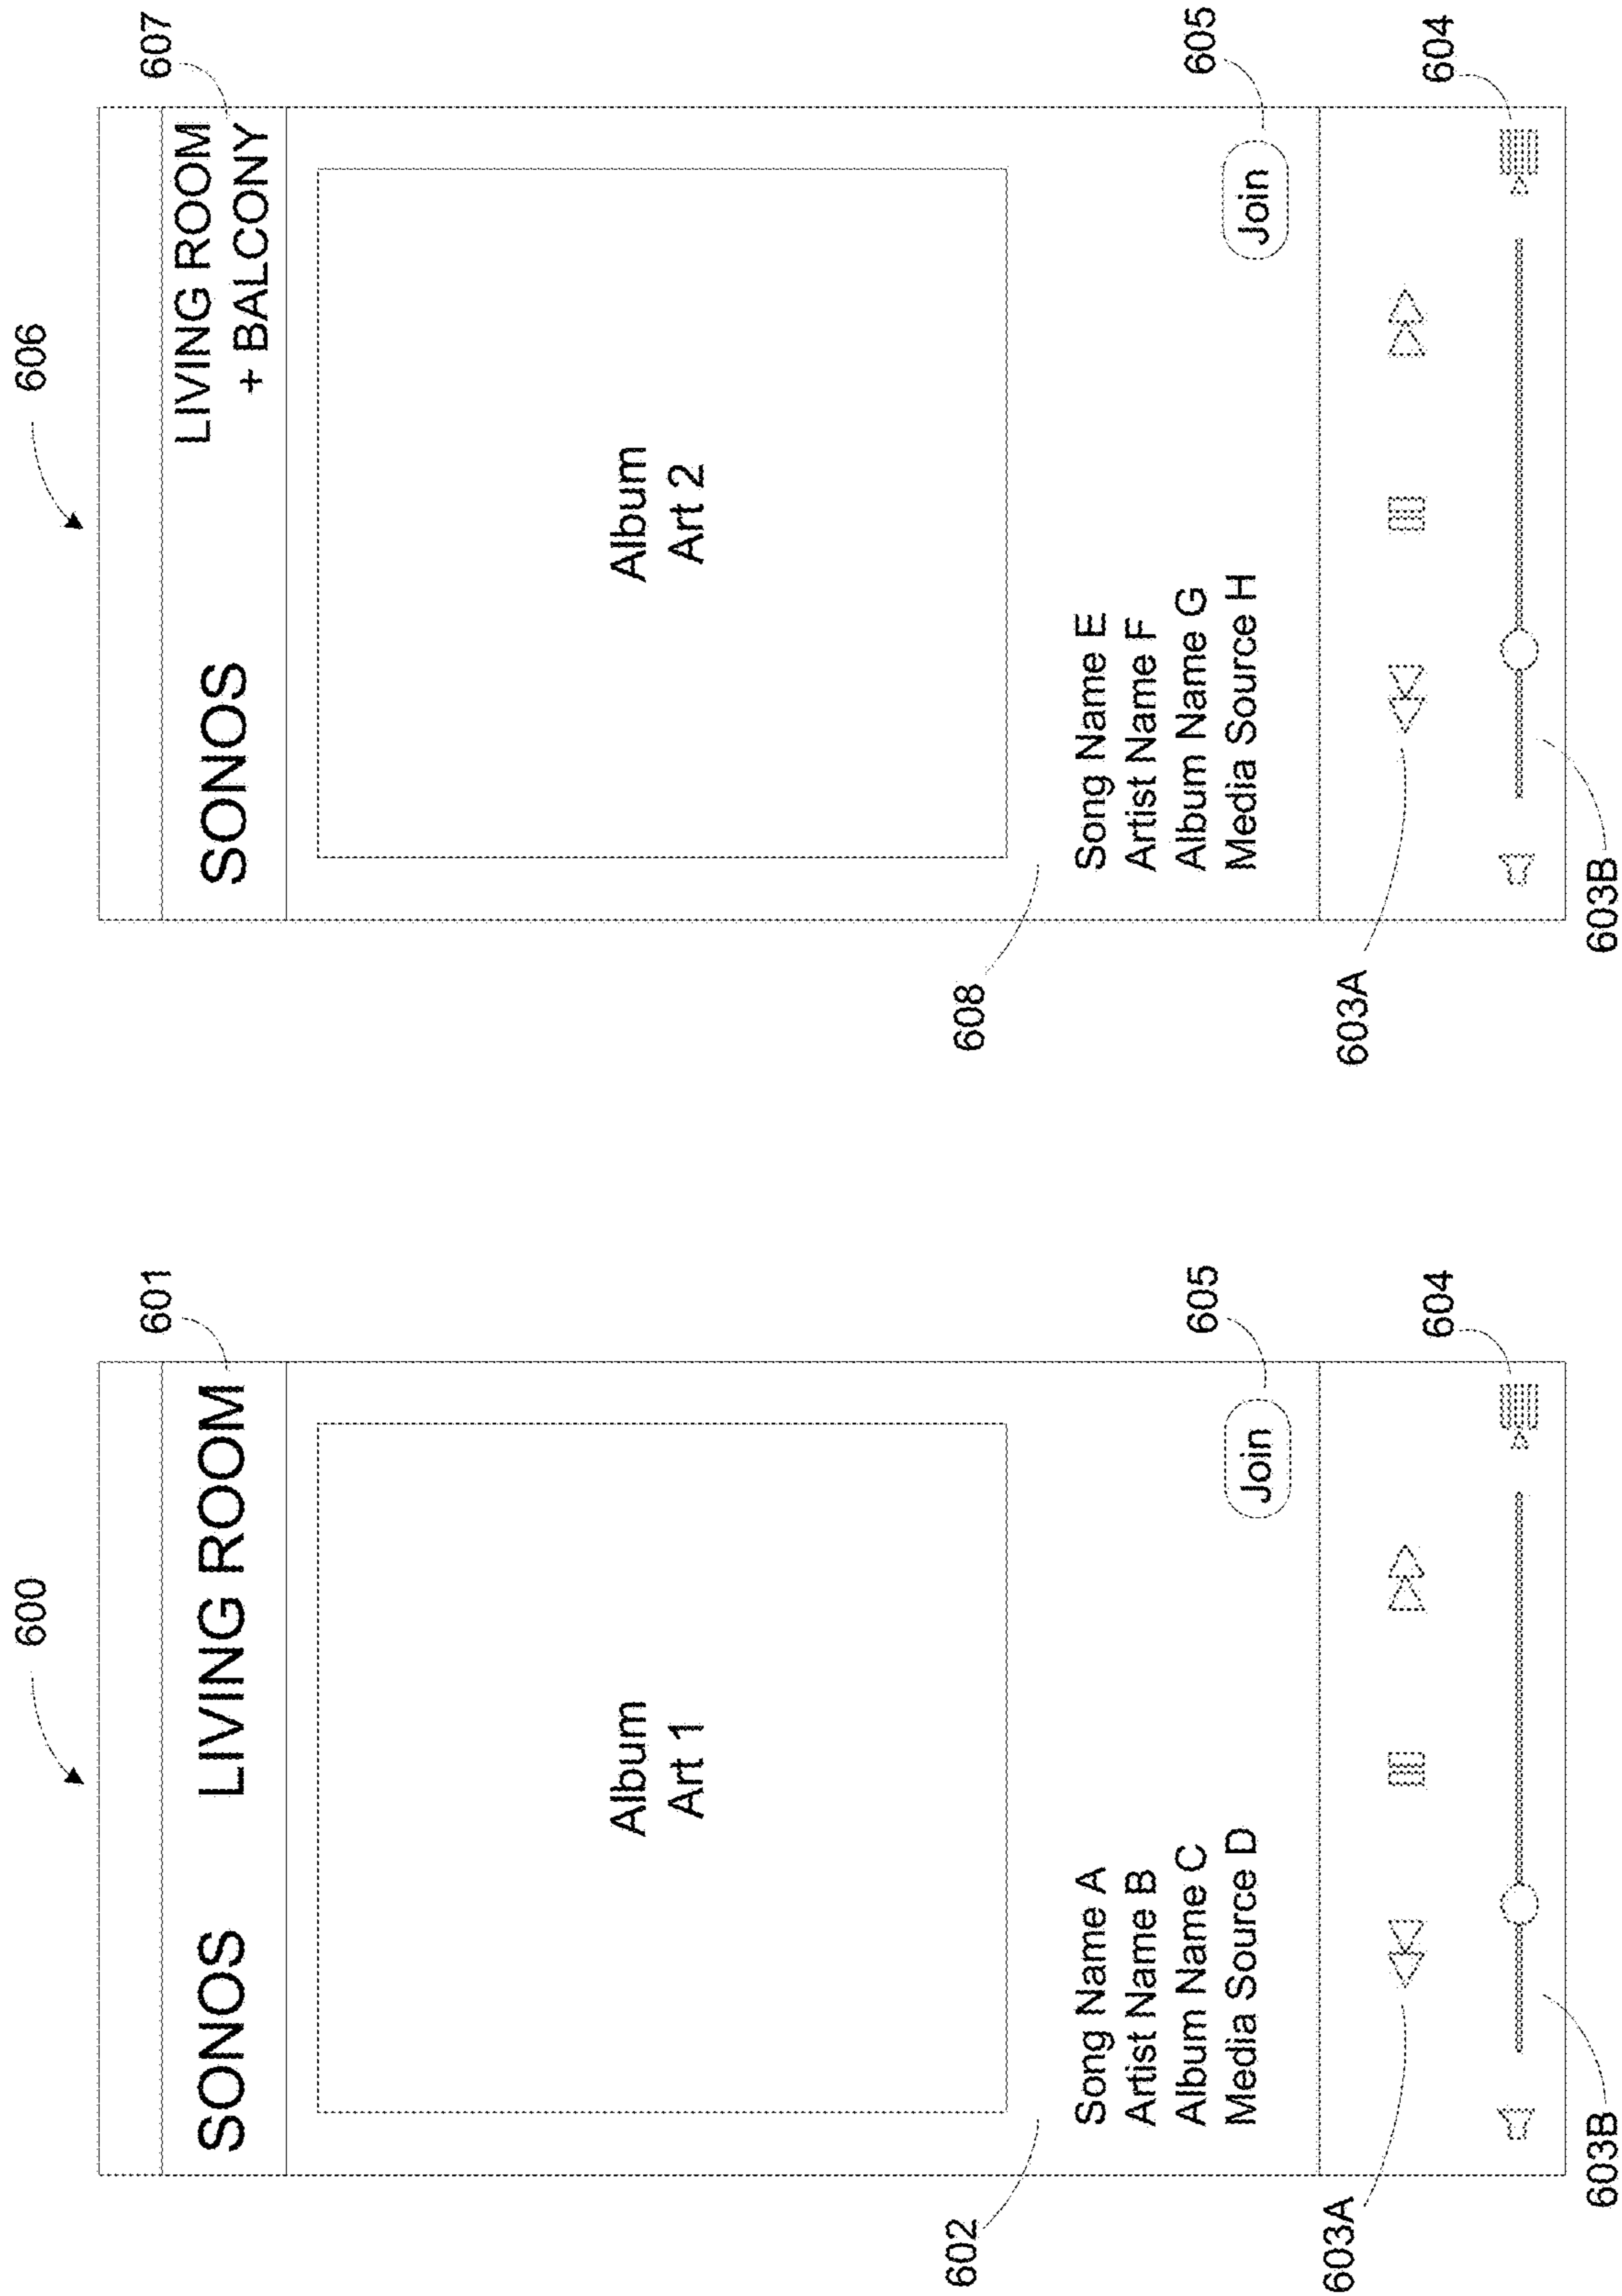 600
SONOS LIVING ROOM
601
Album
Art 1
602
Song Name A
Artist Name B
Album Name C
Media Source D
Join
605
603A
604
603B
606
SONOS
LIVING ROOM
+ BALCONY
607
Album
Art 2
608
Song Name E
Artist Name F
Album Name G
Media Source H
Join
605
603A
604
603B